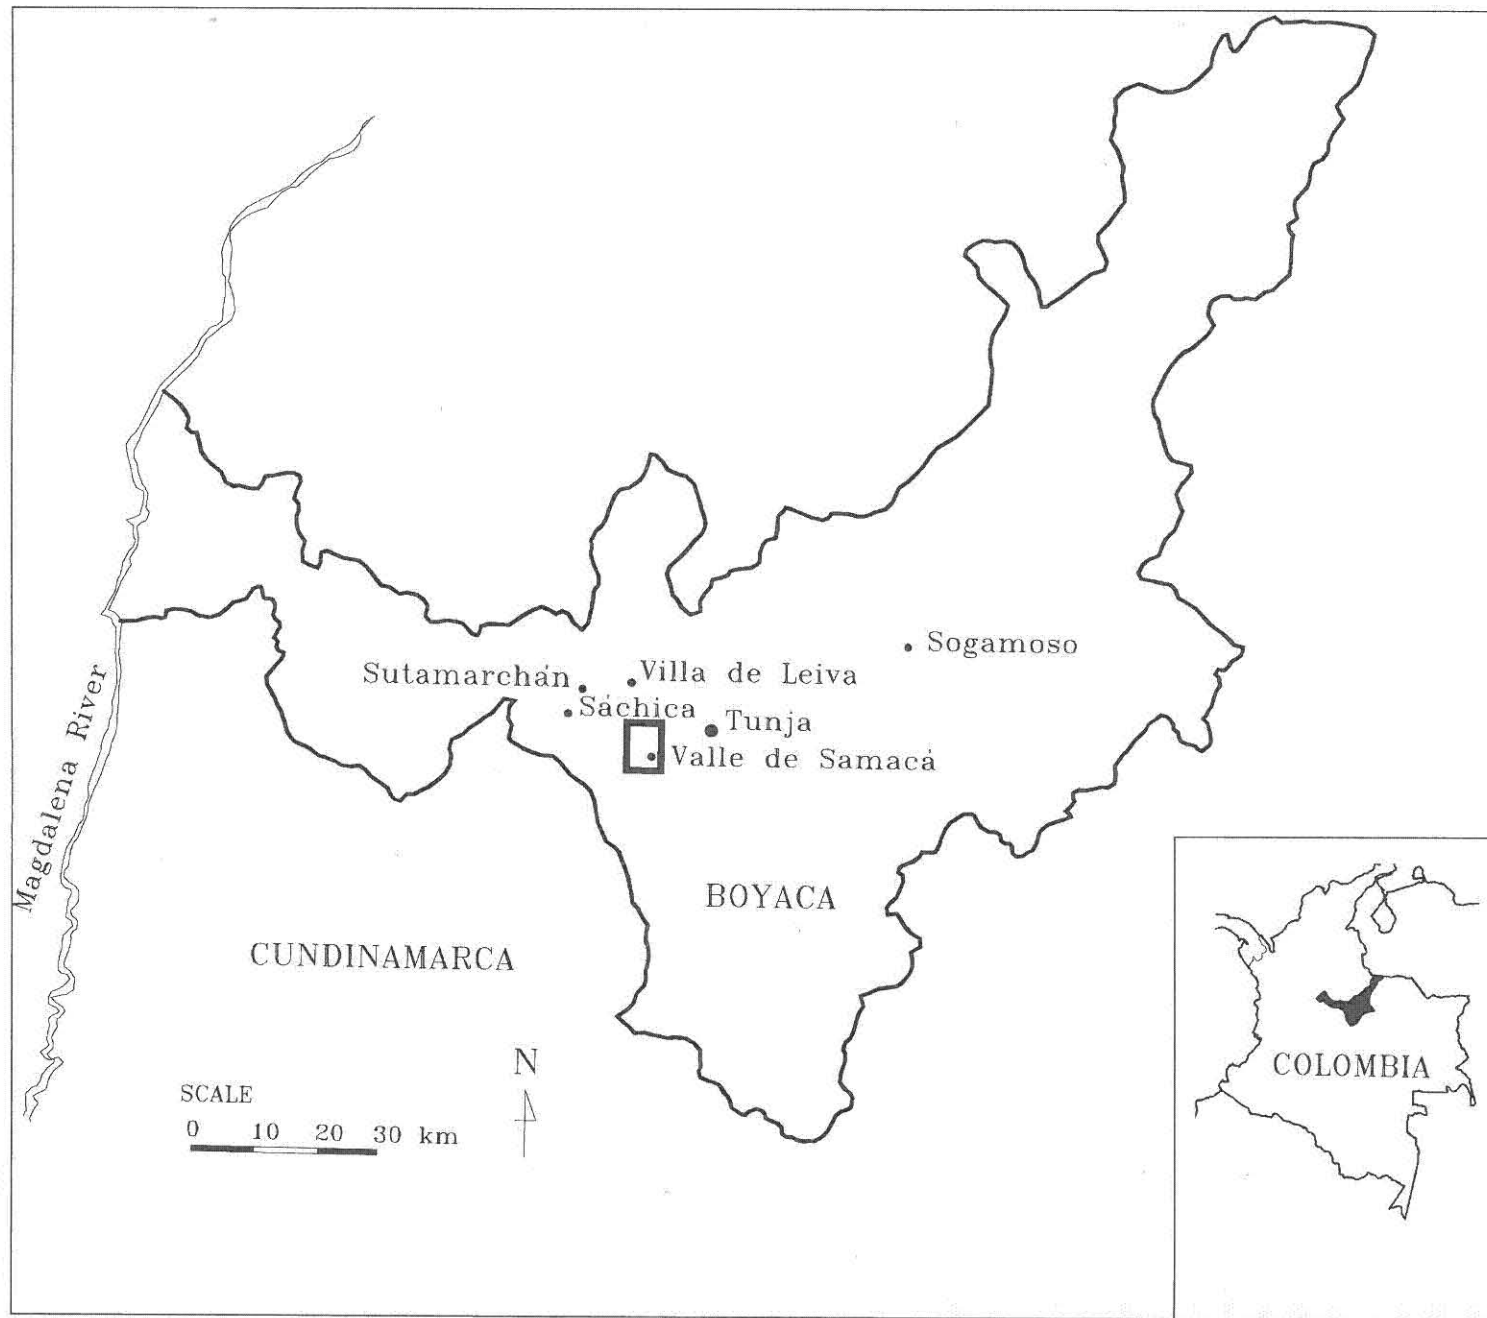 Sogamoso
Sutamarchán
Villa de Leiva
Sáchica
Tunja
Valle de Samacá
Magdalena River
BOYACA
CUNDINAMARCA
N
SCALE
0 10 20 30 km
COLOMBIA